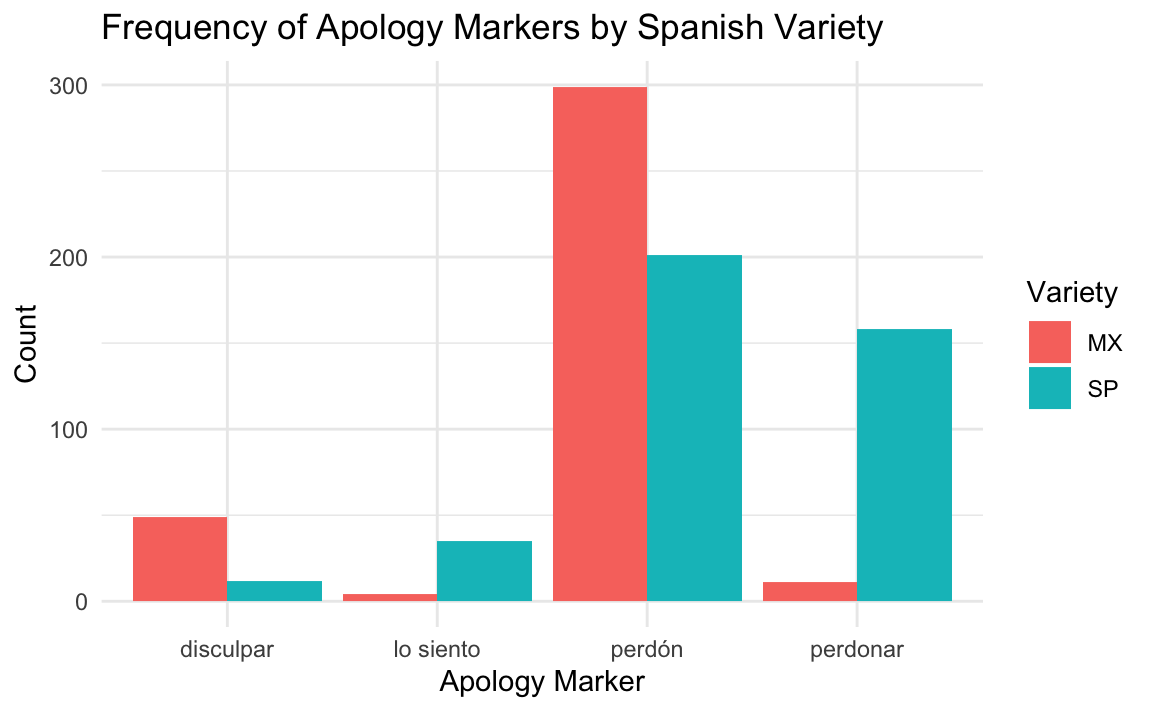 Frequency of Apology Markers by Spanish Variety
300
200
100
0
Count
disculpar
lo siento
perdón
perdonar
Apology Marker
Variety
MX
SP